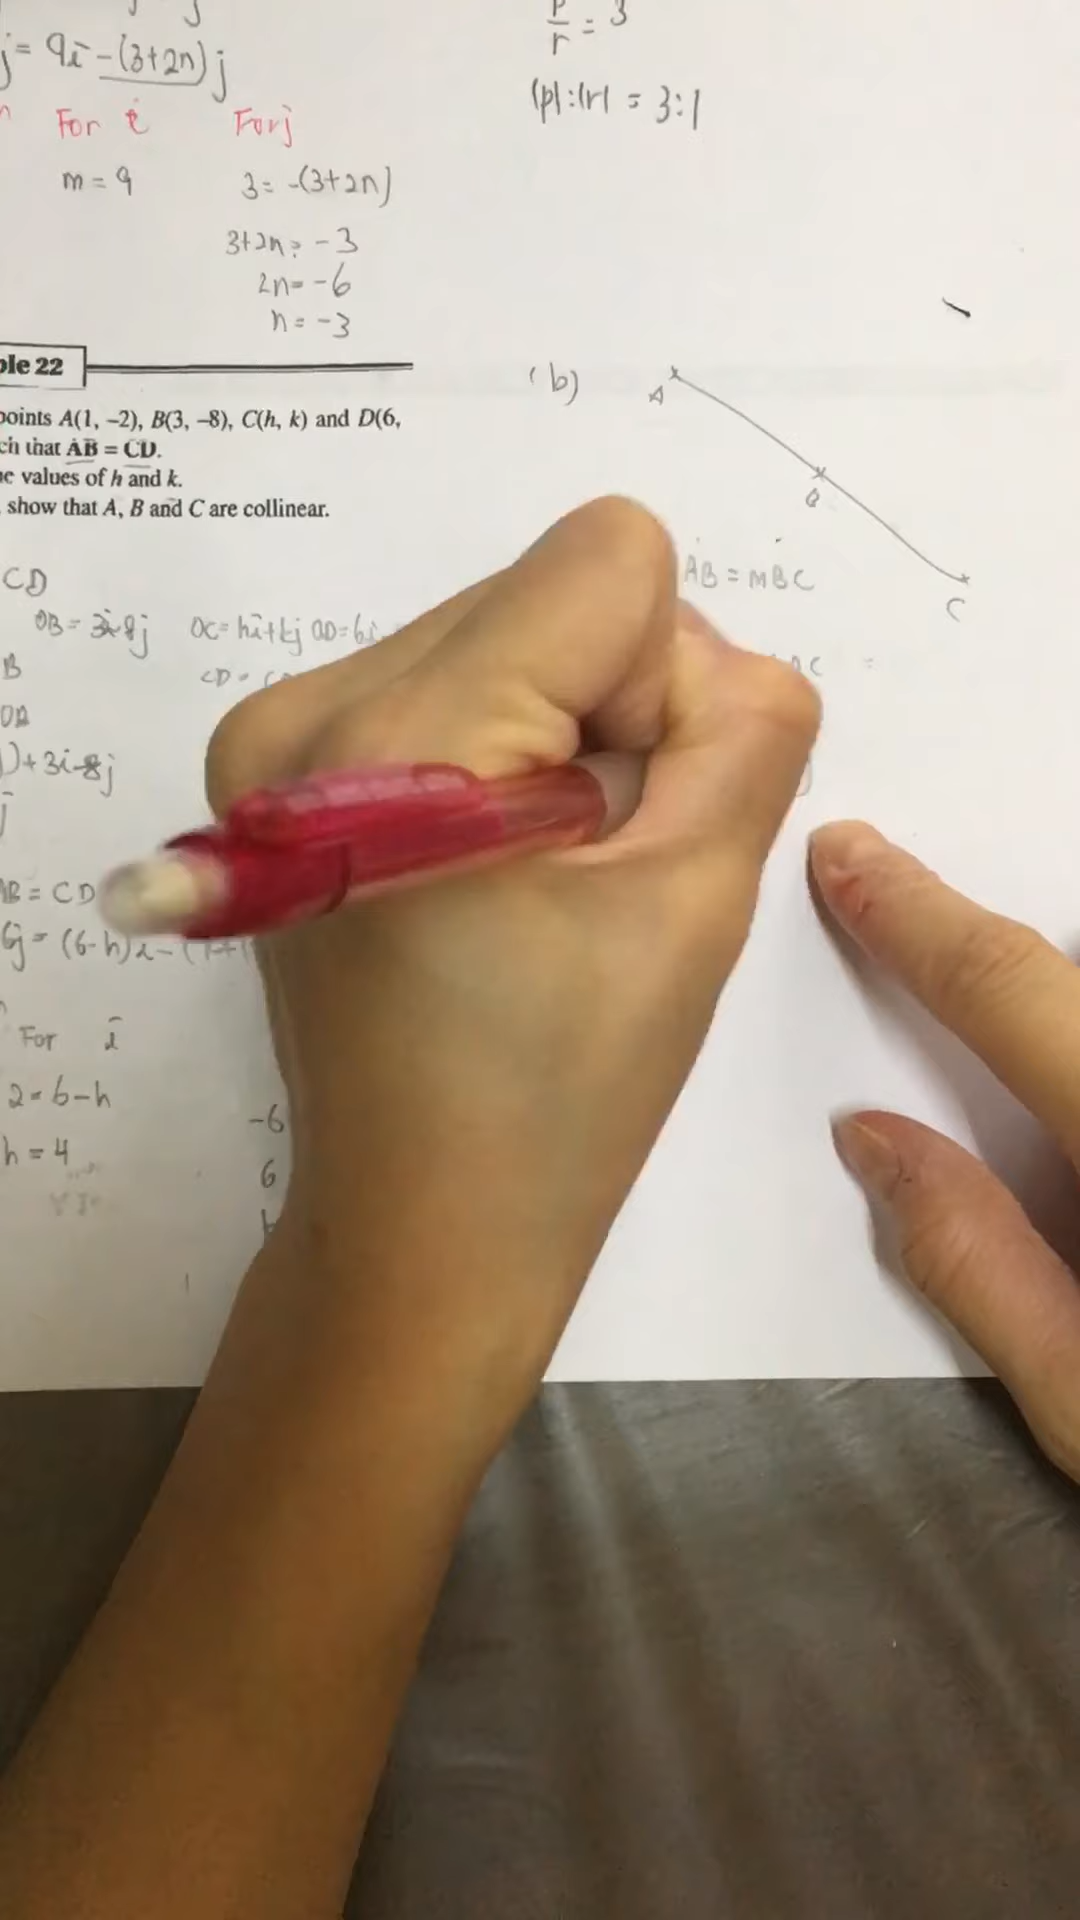 j = 9i -(3+2n)j
For i For j
m = 9 3 = -(3+2n)
3+2n = -3
2n = -6
n = -3
p/r = 3
|p|:|r| = 3:1
ple 22
points A(1, –2), B(3, –8), C(h, k) and D(6,
ch that AB = CD.
he values of h and k.
show that A, B and C are collinear.
CD
OB = 3i-8j OC = hi+kj OD = 6i
B CD =
OA
)+3i-8j
j
AB = CD
6j = (6-h)i-(
For i
2 = 6-h -6
h = 4 6
(b)
A
B
C
AB = mBC
=